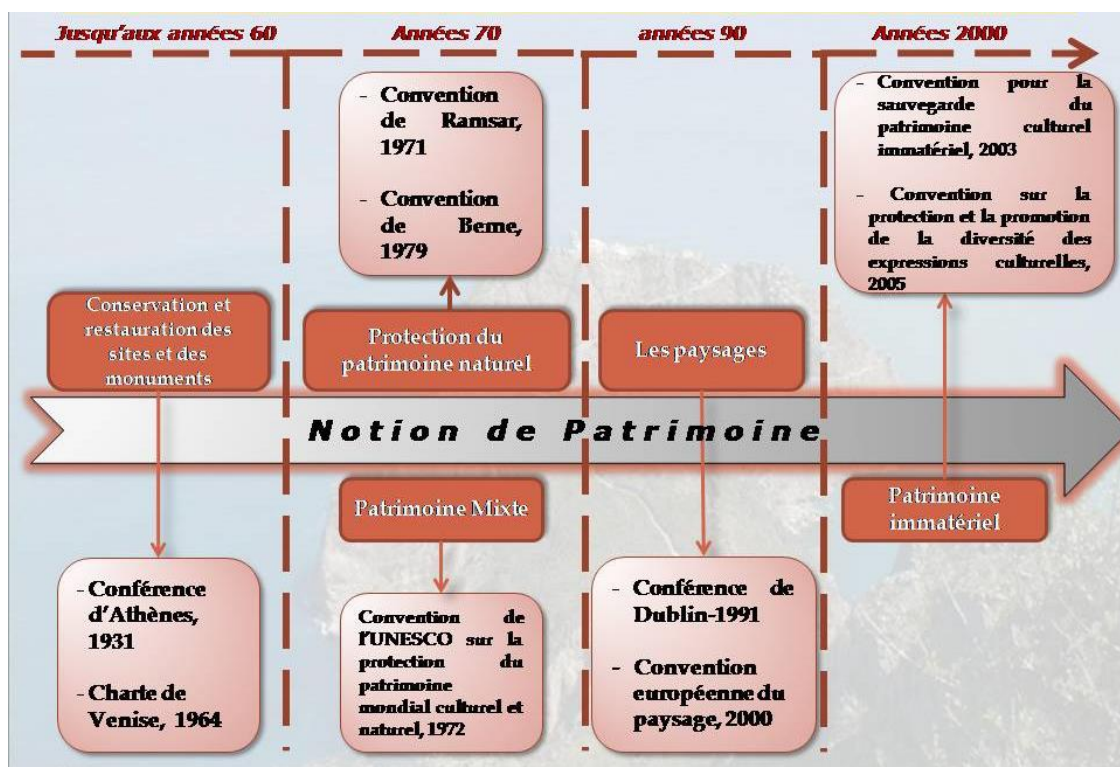 Jusqu'aux années 60
Années 70
années 90
Années 2000
- Convention
de Ramsar,
1971
- Convention
de Berne,
1979
- Convention pour la
sauvegarde du
patrimoine culturel
immatériel, 2003
- Convention sur la
protection et la promotion
de la diversité des
expressions culturelles,
2005
Conservation et
restauration des
sites et des
monuments
Protection du
patrimoine naturel
Les paysages
Notion de Patrimoine
Patrimoine Mixte
Patrimoine
immatériel
- Conférence
d'Athènes,
1931
- Charte de
Venise, 1964
Convention de
l'UNESCO sur la
protection du
patrimoine
mondial culturel et
naturel, 1972
- Conférence de
Dublin-1991
- Convention
européenne du
paysage, 2000